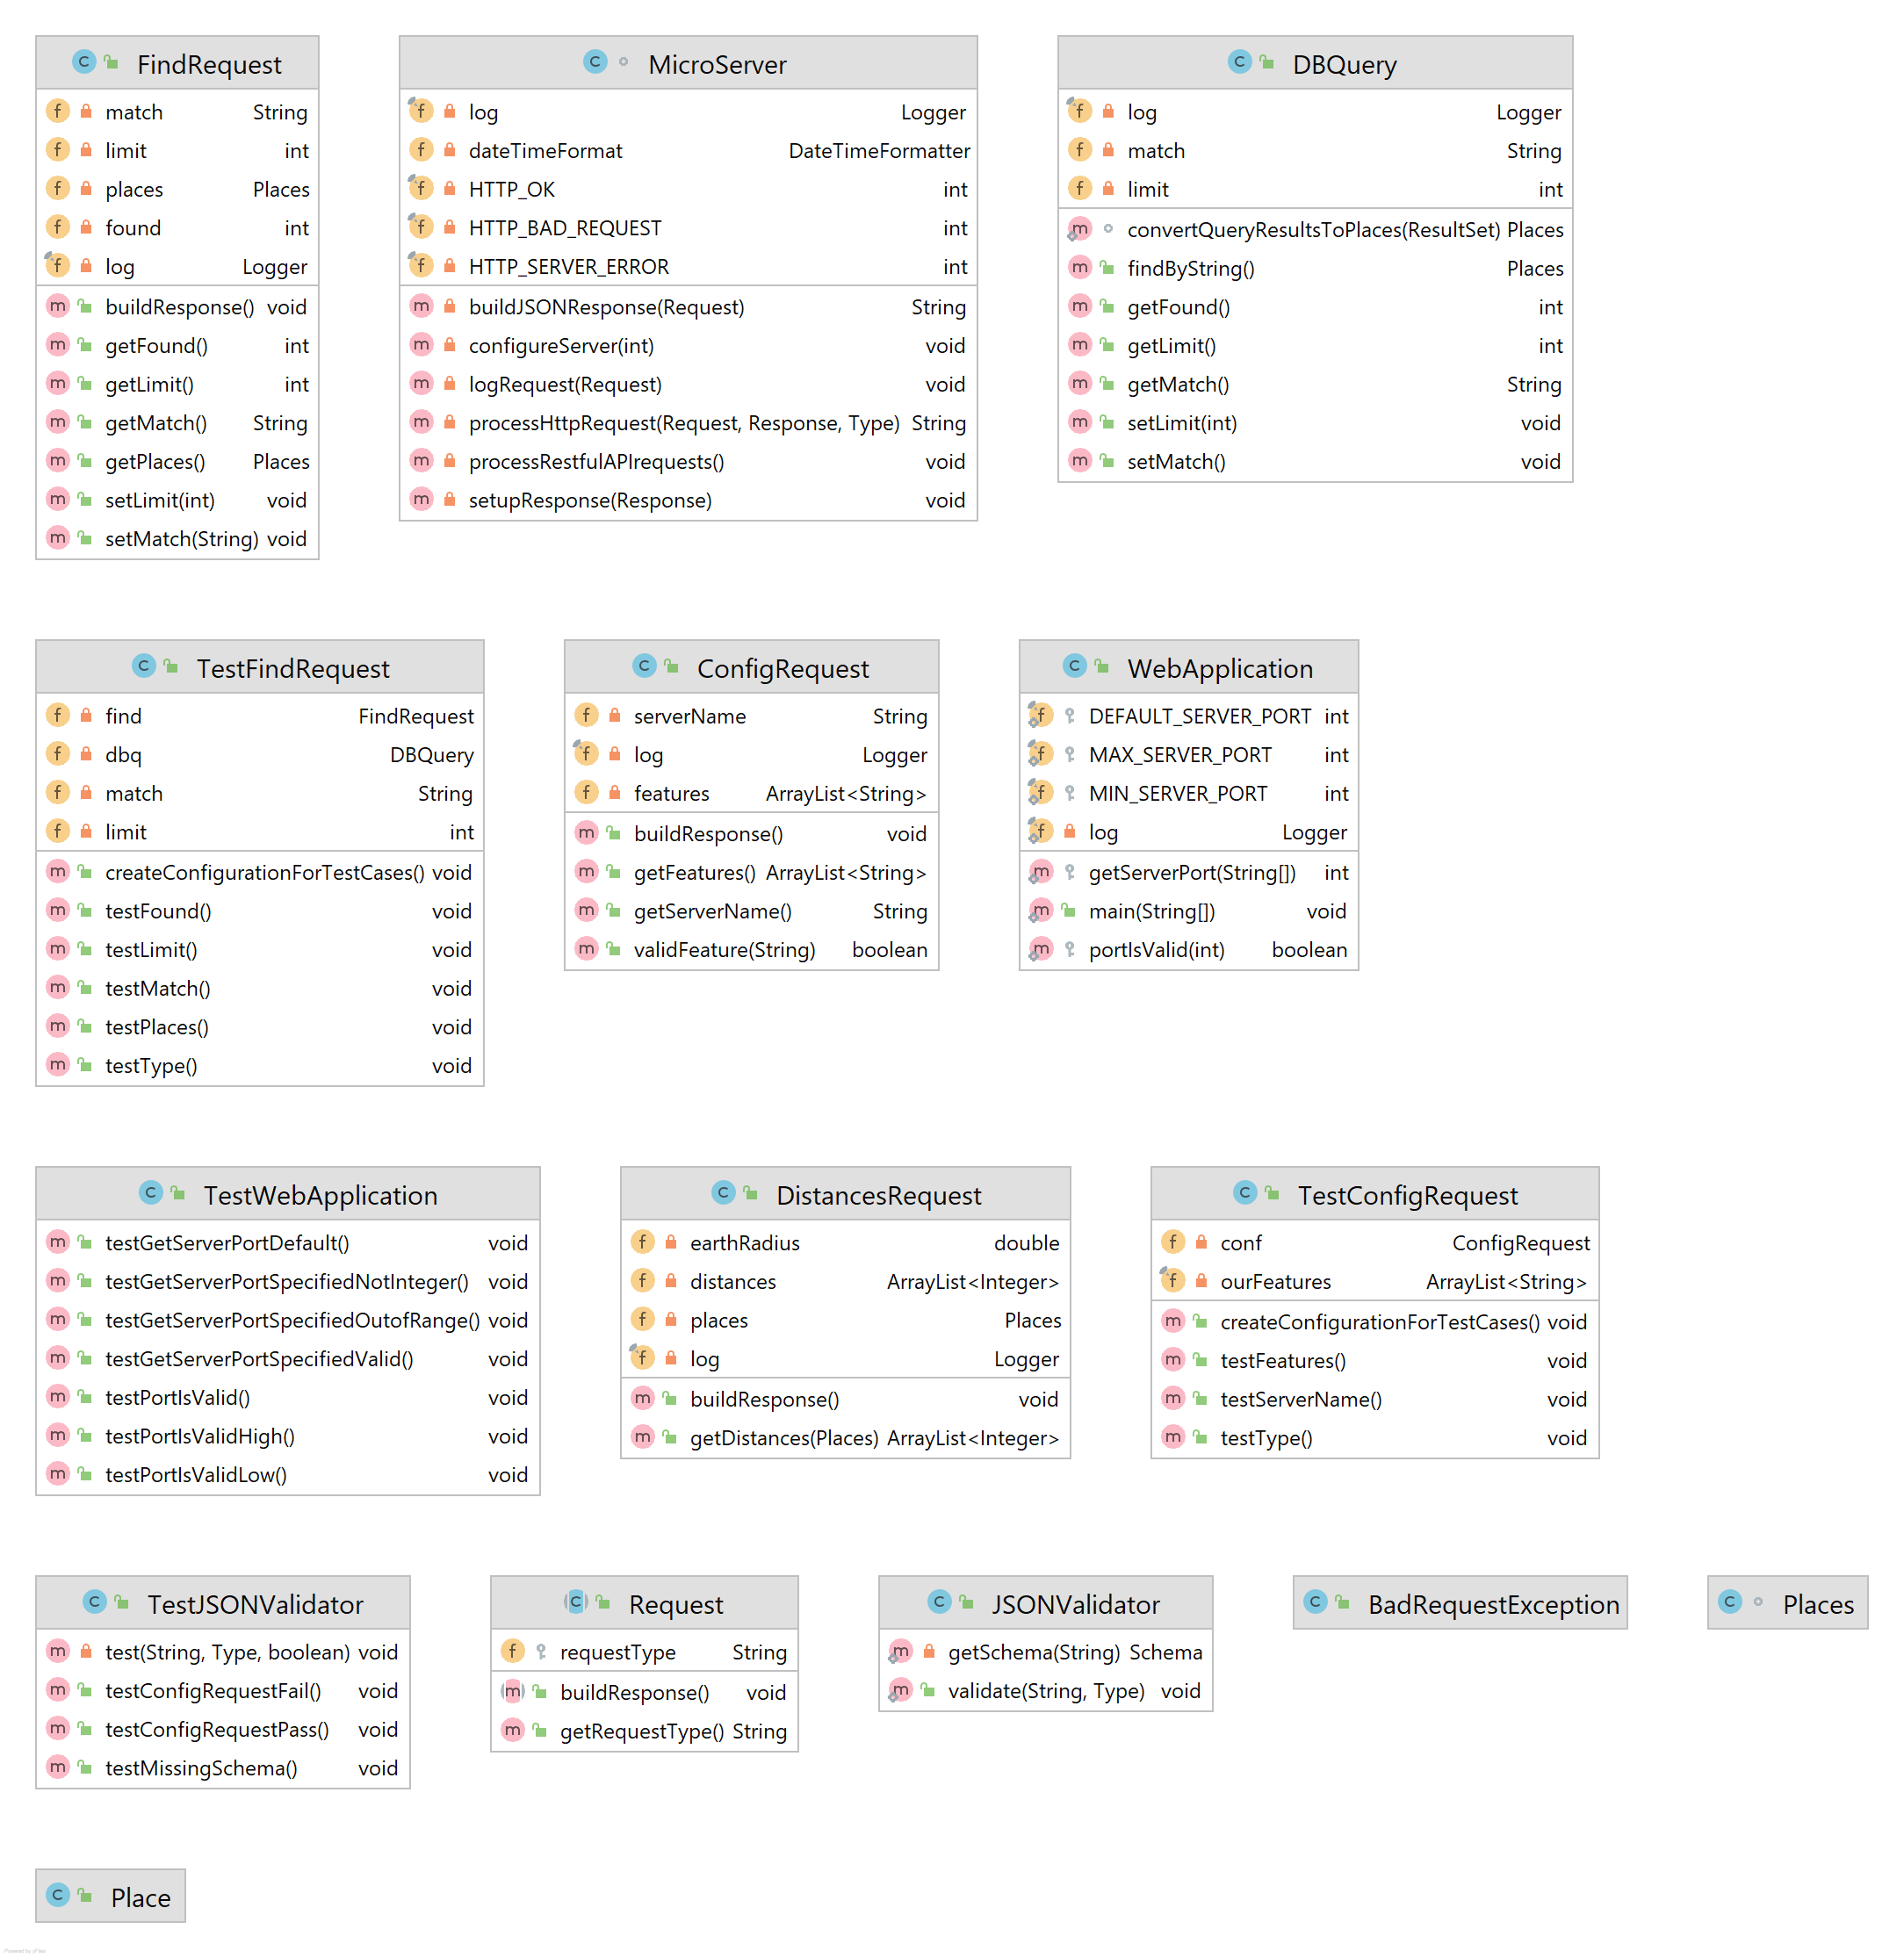 FindRequest
match String
limit int
places Places
found int
log Logger
buildResponse() void
getFound() int
getLimit() int
getMatch() String
getPlaces() Places
setLimit(int) void
setMatch(String) void
MicroServer
log Logger
dateTimeFormat DateTimeFormatter
HTTP_OK int
HTTP_BAD_REQUEST int
HTTP_SERVER_ERROR int
buildJSONResponse(Request) String
configureServer(int) void
logRequest(Request) void
processHttpRequest(Request, Response, Type) String
processRestfulAPIrequests() void
setupResponse(Response) void
DBQuery
log Logger
match String
limit int
convertQueryResultsToPlaces(ResultSet) Places
findByString() Places
getFound() int
getLimit() int
getMatch() String
setLimit(int) void
setMatch() void
TestFindRequest
find FindRequest
dbq DBQuery
match String
limit int
createConfigurationForTestCases() void
testFound() void
testLimit() void
testMatch() void
testPlaces() void
testType() void
ConfigRequest
serverName String
log Logger
features ArrayList<String>
buildResponse() void
getFeatures() ArrayList<String>
getServerName() String
validFeature(String) boolean
WebApplication
DEFAULT_SERVER_PORT int
MAX_SERVER_PORT int
MIN_SERVER_PORT int
log Logger
getServerPort(String[]) int
main(String[]) void
portIsValid(int) boolean
TestWebApplication
testGetServerPortDefault() void
testGetServerPortSpecifiedNotInteger() void
testGetServerPortSpecifiedOutofRange() void
testGetServerPortSpecifiedValid() void
testPortIsValid() void
testPortIsValidHigh() void
testPortIsValidLow() void
DistancesRequest
earthRadius double
distances ArrayList<Integer>
places Places
log Logger
buildResponse() void
getDistances(Places) ArrayList<Integer>
TestConfigRequest
conf ConfigRequest
ourFeatures ArrayList<String>
createConfigurationForTestCases() void
testFeatures() void
testServerName() void
testType() void
TestJSONValidator
test(String, Type, boolean) void
testConfigRequestFail() void
testConfigRequestPass() void
testMissingSchema() void
Request
requestType String
buildResponse() void
getRequestType() String
JSONValidator
getSchema(String) Schema
validate(String, Type) void
BadRequestException
Places
Place
Powered by yFiles